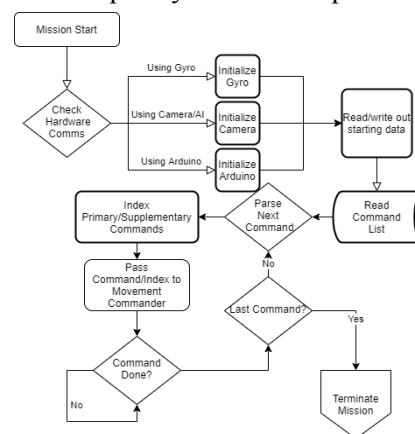 Mission Start
Using Gyro
Initialize
Gyro
Check
Hardware
Comms
Using Camera/AI
Initialize
Camera
Read/write out
starting data
Using Arduino
Initialize
Arduino
Index
Primary/Supplementary
Commands
Parse
Next
Command
Read
Command
List
Pass
Command/Index to
Movement
Commander
No
Last Command?
Yes
Command
Done?
No
Terminate
Mission